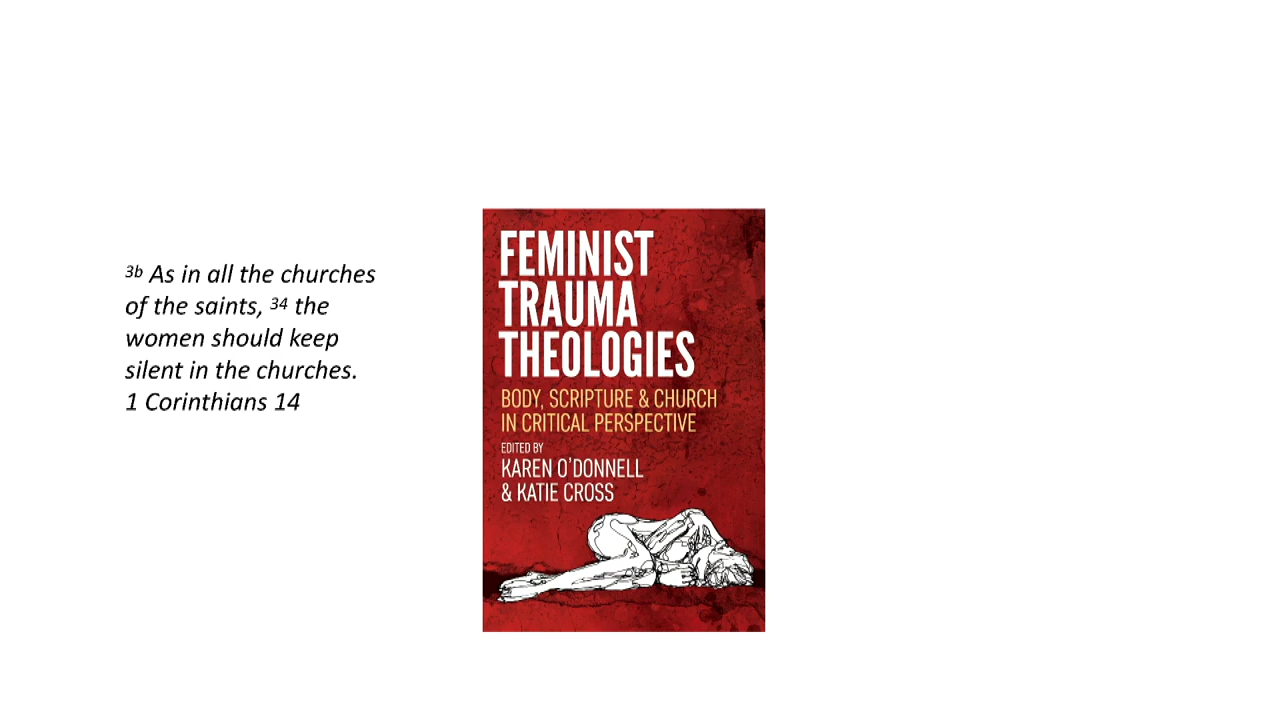 3b As in all the churches
of the saints, 34 the
women should keep
silent in the churches.
1 Corinthians 14
FEMINIST
TRAUMA
THEOLOGIES
BODY, SCRIPTURE & CHURCH
IN CRITICAL PERSPECTIVE
EDITED BY
KAREN O'DONNELL
& KATIE CROSS